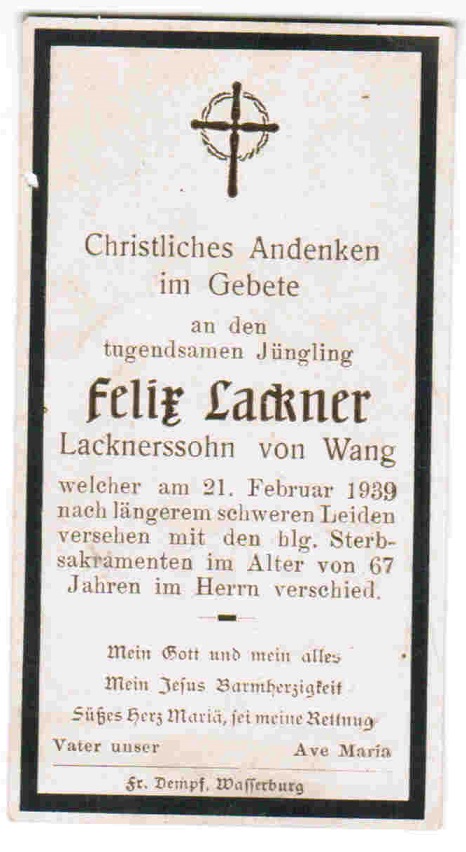 Christliches Andenken
im Gebete
an den
tugendsamen Jüngling
Felix Lackner
Lacknerssohn von Wang
welcher am 21. Februar 1939
nach längerem schweren Leiden
versehen mit den blg. Sterb-
sakramenten im Alter von 67
Jahren im Herrn verschied.
Mein Gott und mein alles
Mein Jesus Barmherzigkeit
Süßes Herz Mariä, sei meine Rettnug
Vater unser Ave Maria
Fr. Dempf, Wasserburg